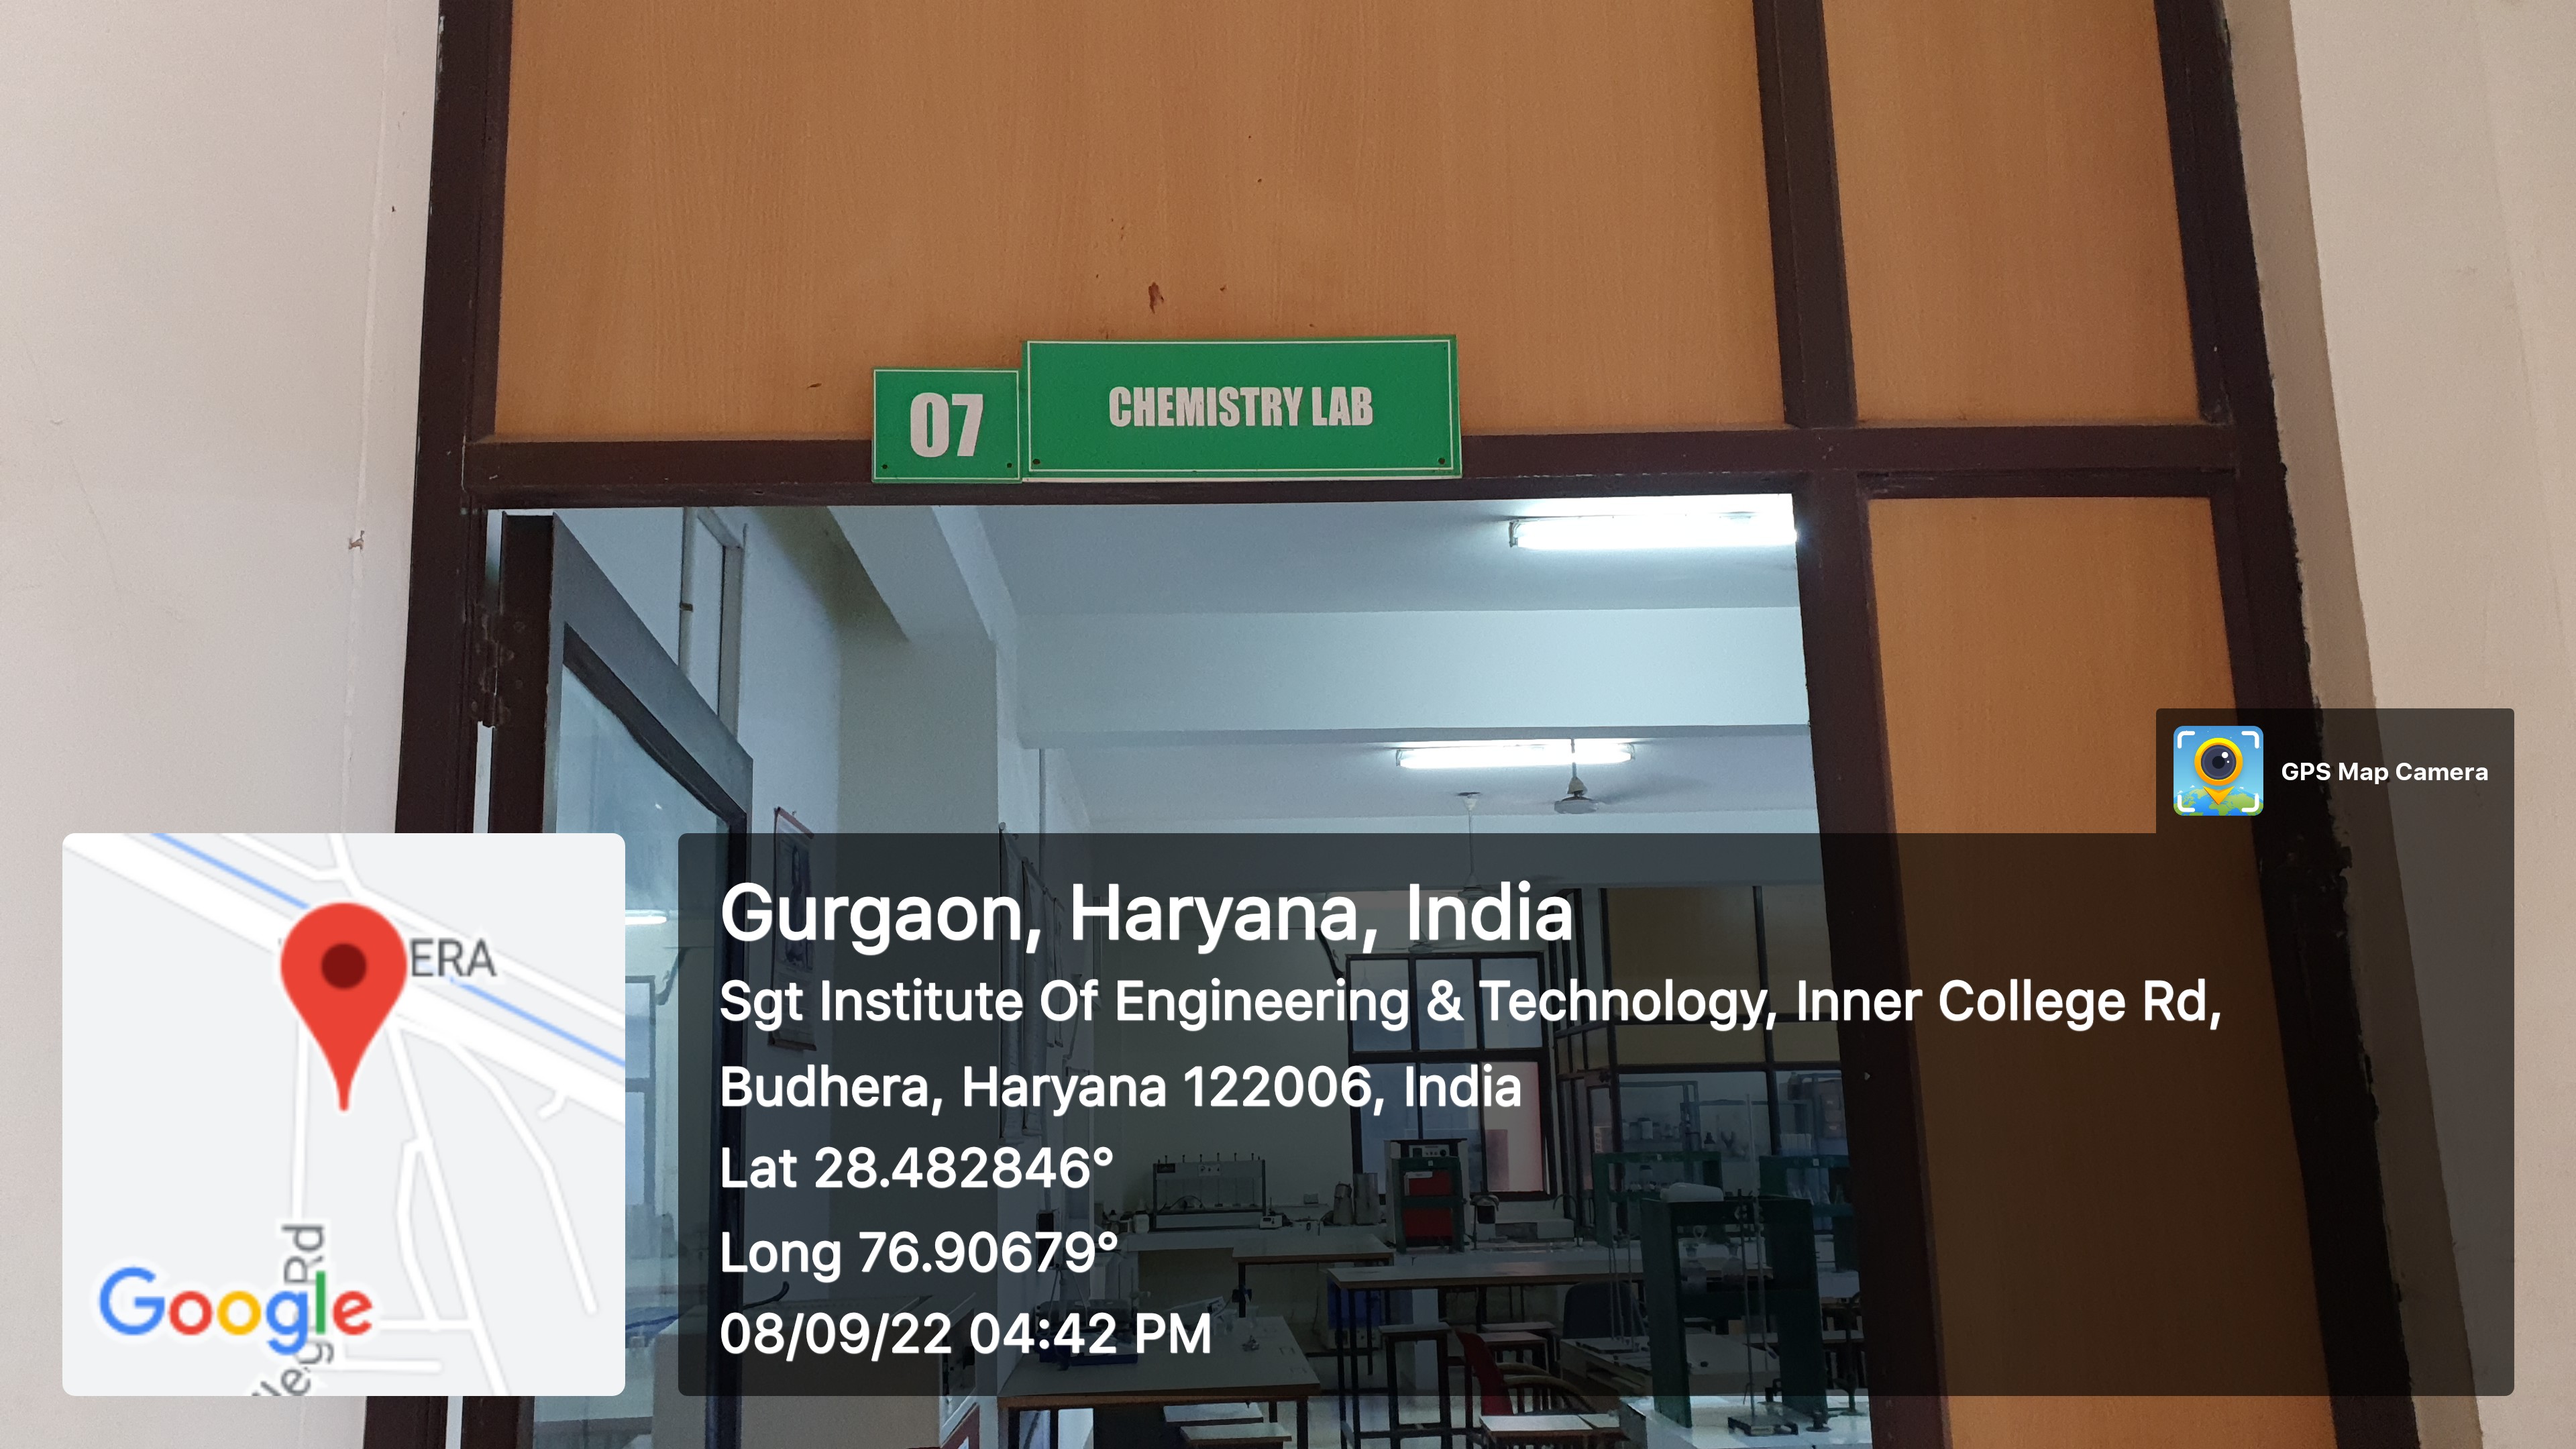 07
CHEMISTRY LAB
GPS Map Camera
ERA
Rd
Google
Gurgaon, Haryana, India
Sgt Institute Of Engineering & Technology, Inner College Rd,
Budhera, Haryana 122006, India
Lat 28.482846°
Long 76.90679°
08/09/22 04:42 PM